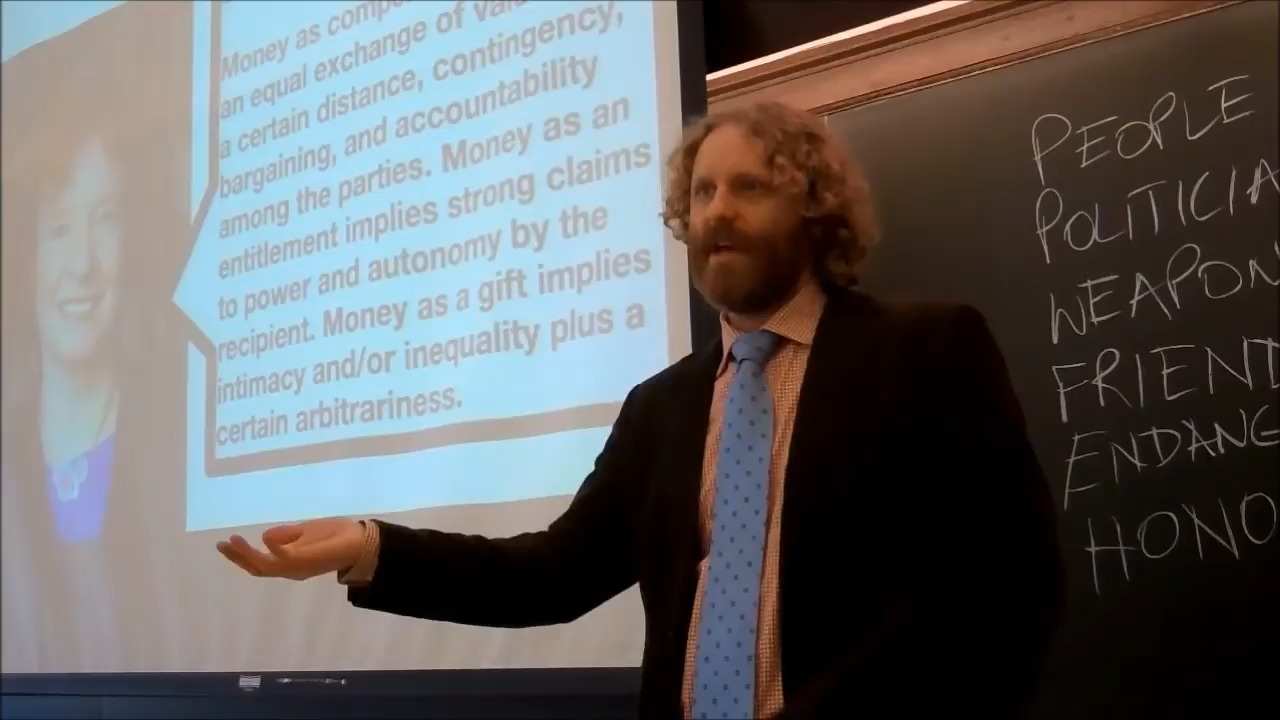 Money as comp
an equal exchange of val
a certain distance, contingency,
bargaining, and accountability
among the parties. Money as an
entitlement implies strong claims
to power and autonomy by the
recipient. Money as a gift implies
intimacy and/or inequality plus a
certain arbitrariness.
PEOPLE
POLITICIA
WEAPON
FRIEND
ENDANG
HONO